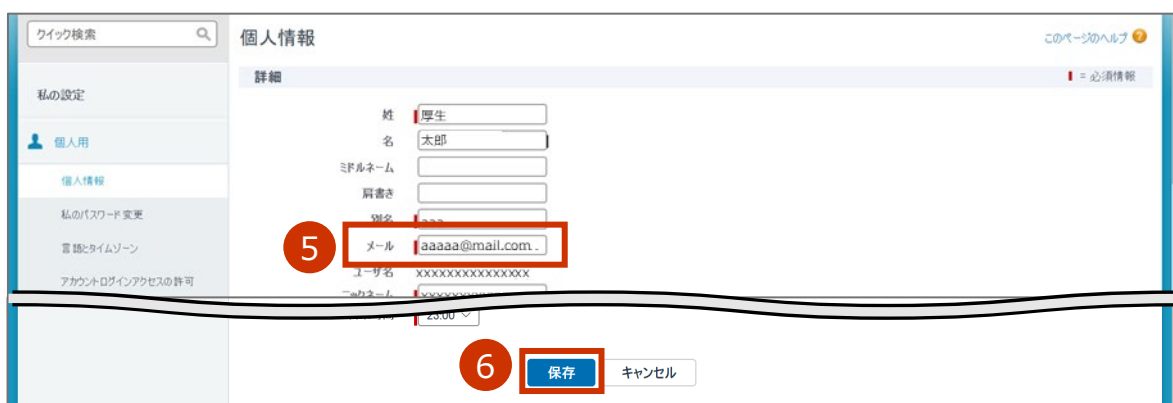 クイック検索
個人情報
このページのヘルプ ?
詳細
= 必須情報
私の設定
個人用
個人情報
私のパスワード変更
言語とタイムゾーン
アカウントログインアクセスの許可
姓 厚生
名 太郎
ミドルネーム
肩書き
別名 aaa
5
メール aaaaa@mail.com.
ユーザ名 xxxxxxxxxxxxxxx
ニックネーム
23:00
6
保存
キャンセル